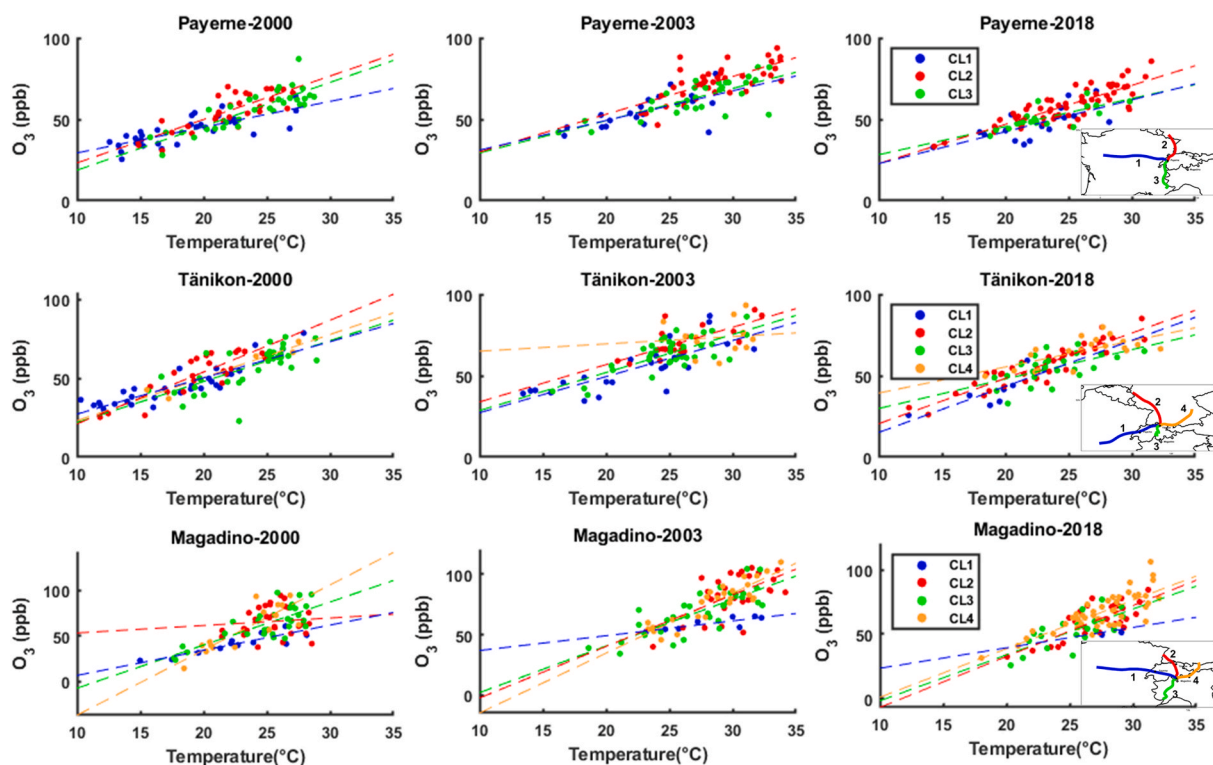 Payerne-2000
100
50
0
O3 (ppb)
10 15 20 25 30 35
Temperature(°C)
Payerne-2003
100
50
0
O3 (ppb)
10 15 20 25 30 35
Temperature(°C)
Payerne-2018
100
50
0
O3 (ppb)
CL1
CL2
CL3
1
2
3
10 15 20 25 30 35
Temperature(°C)
Tänikon-2000
100
50
0
O3 (ppb)
10 15 20 25 30 35
Temperature(°C)
Tänikon-2003
100
50
0
O3 (ppb)
10 15 20 25 30 35
Temperature(°C)
Tänikon-2018
100
50
0
O3 (ppb)
CL1
CL2
CL3
CL4
2
4
1
3
10 15 20 25 30 35
Temperature(°C)
Magadino-2000
100
50
0
O3 (ppb)
10 15 20 25 30 35
Temperature(°C)
Magadino-2003
100
50
0
O3 (ppb)
10 15 20 25 30 35
Temperature(°C)
Magadino-2018
100
50
0
O3 (ppb)
CL1
CL2
CL3
CL4
2
1
4
3
10 15 20 25 30 35
Temperature(°C)